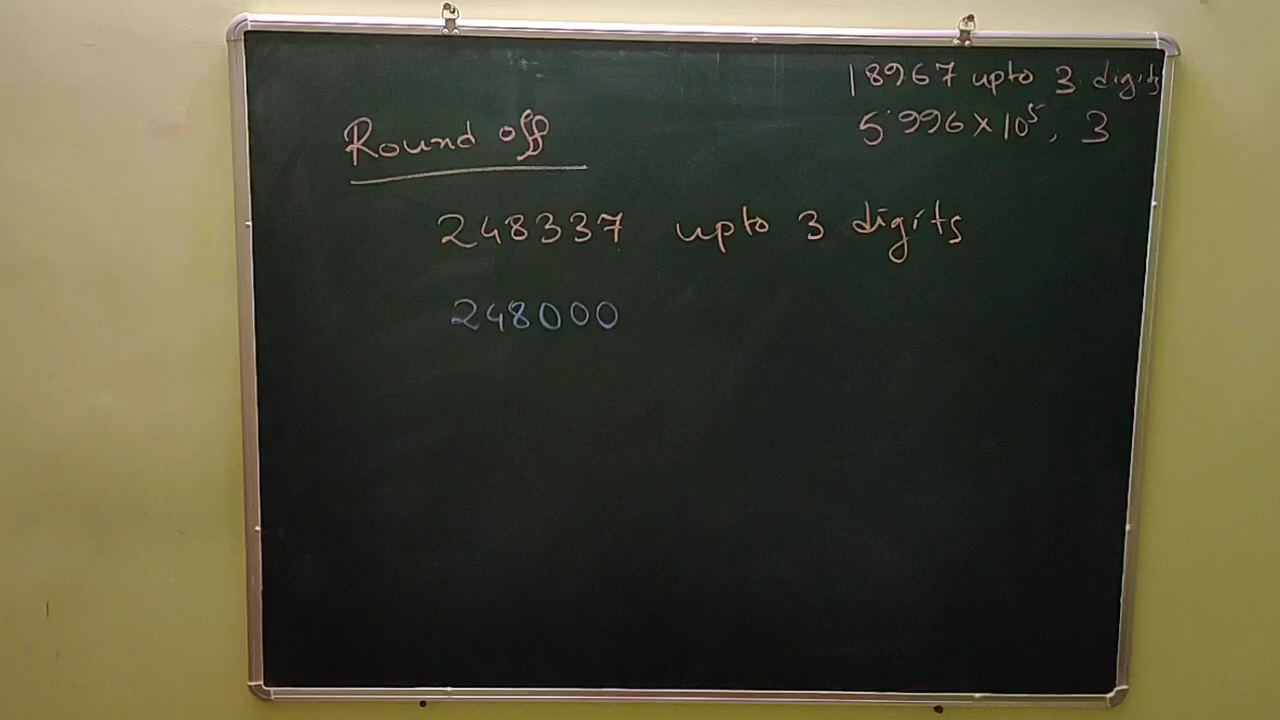 18967 upto 3 digits
5.996 × 10⁵, 3
Round off
248337 upto 3 digits
248000